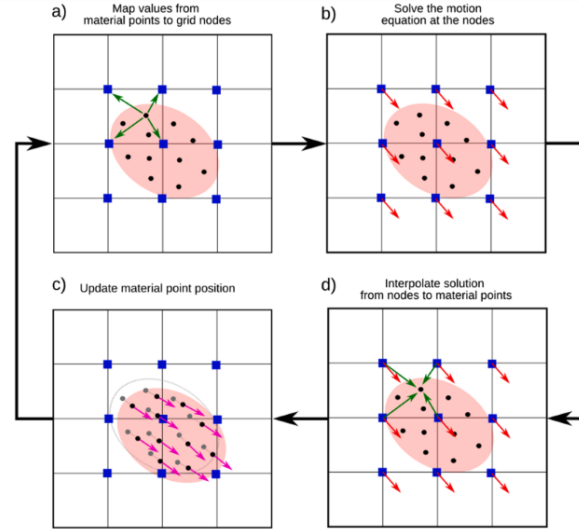 a) Map values from
material points to grid nodes
b) Solve the motion
equation at the nodes
c) Update material point position
d) Interpolate solution
from nodes to material points